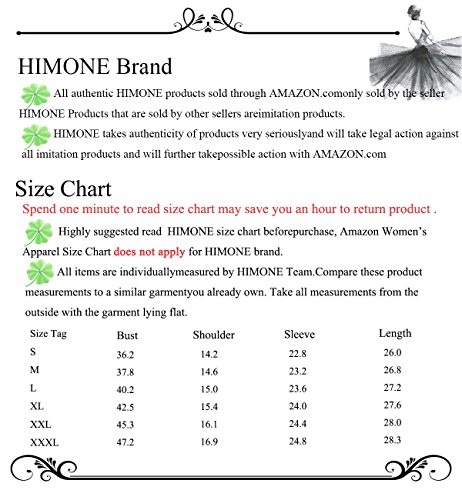 HIMONE Brand
All authentic HIMONE products sold through AMAZON.comonly sold by the seller
HIMONE Products that are sold by other sellers areimitation products.
HIMONE takes authenticity of products very seriouslyand will take legal action against
all imitation products and will further takepossible action with AMAZON.com
Size Chart
Spend one minute to read size chart may save you an hour to return product .
Highly suggested read HIMONE size chart beforepurchase, Amazon Women's
Apparel Size Chart does not apply for HIMONE brand.
All items are individuallymeasured by HIMONE Team.Compare these product
measurements to a similar garmentyou already own. Take all measurements from the
outside with the garment lying flat.
Size Tag Bust Shoulder Sleeve Length
S 36.2 14.2 22.8 26.0
M 37.8 14.6 23.2 26.8
L 40.2 15.0 23.6 27.2
XL 42.5 15.4 24.0 27.6
XXL 45.3 16.1 24.4 28.0
XXXL 47.2 16.9 24.8 28.3